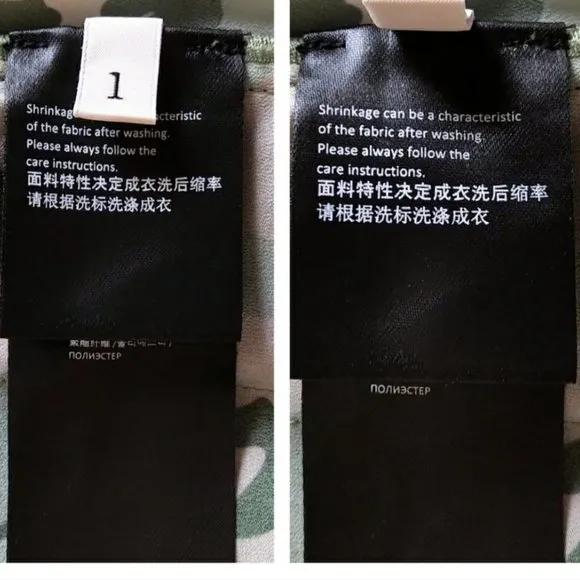 1
Shrinkage can be a characteristic
of the fabric after washing.
Please always follow the
care instructions.
面料特性决定成衣洗后缩率
请根据洗标洗涤成衣
ПОЛИЭСТЕР
Shrinkage can be a characteristic
of the fabric after washing.
Please always follow the
care instructions.
面料特性决定成衣洗后缩率
请根据洗标洗涤成衣
ПОЛИЭСТЕР